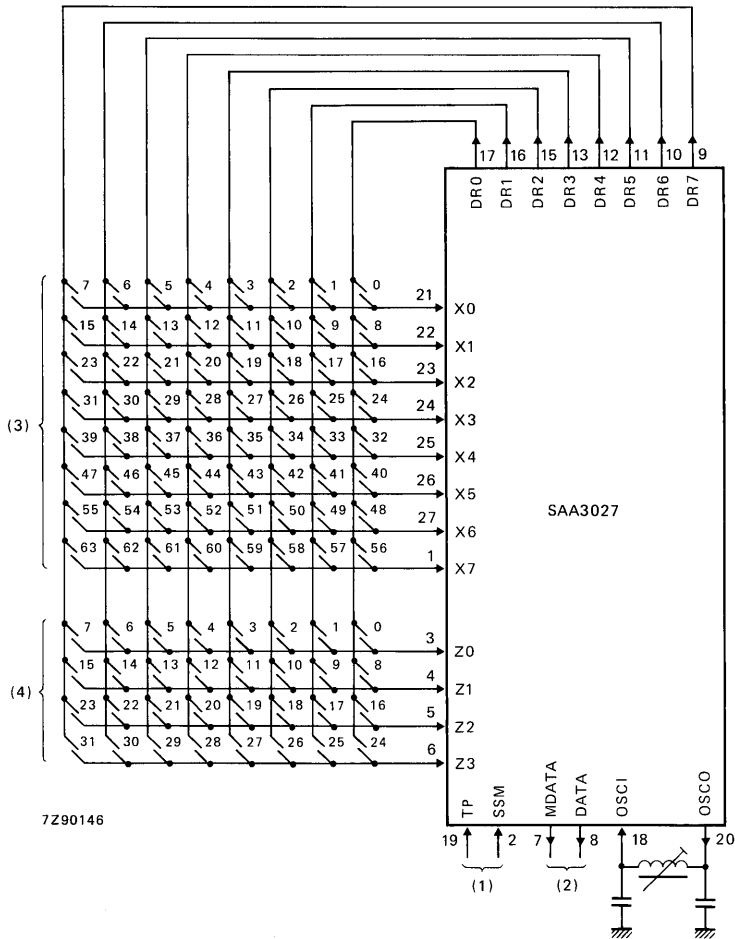 17 16 15 13 12 11 10 9
DR0 DR1 DR2 DR3 DR4 DR5 DR6 DR7
7 6 5 4 3 2 1 0 21 X0
15 14 13 12 11 10 9 8 22 X1
23 22 21 20 19 18 17 16 23 X2
31 30 29 28 27 26 25 24 24 X3
(3)
39 38 37 36 35 34 33 32 25 X4
47 46 45 44 43 42 41 40 26 X5
55 54 53 52 51 50 49 48 27 X6
SAA3027
63 62 61 60 59 58 57 56 1 X7
7 6 5 4 3 2 1 0 3 Z0
15 14 13 12 11 10 9 8 4 Z1
(4)
23 22 21 20 19 18 17 16 5 Z2
31 30 29 28 27 26 25 24 6 Z3
TP SSM MDATA DATA OSCI OSCO
7Z90146
19 2 7 8 18 20
(1) (2)